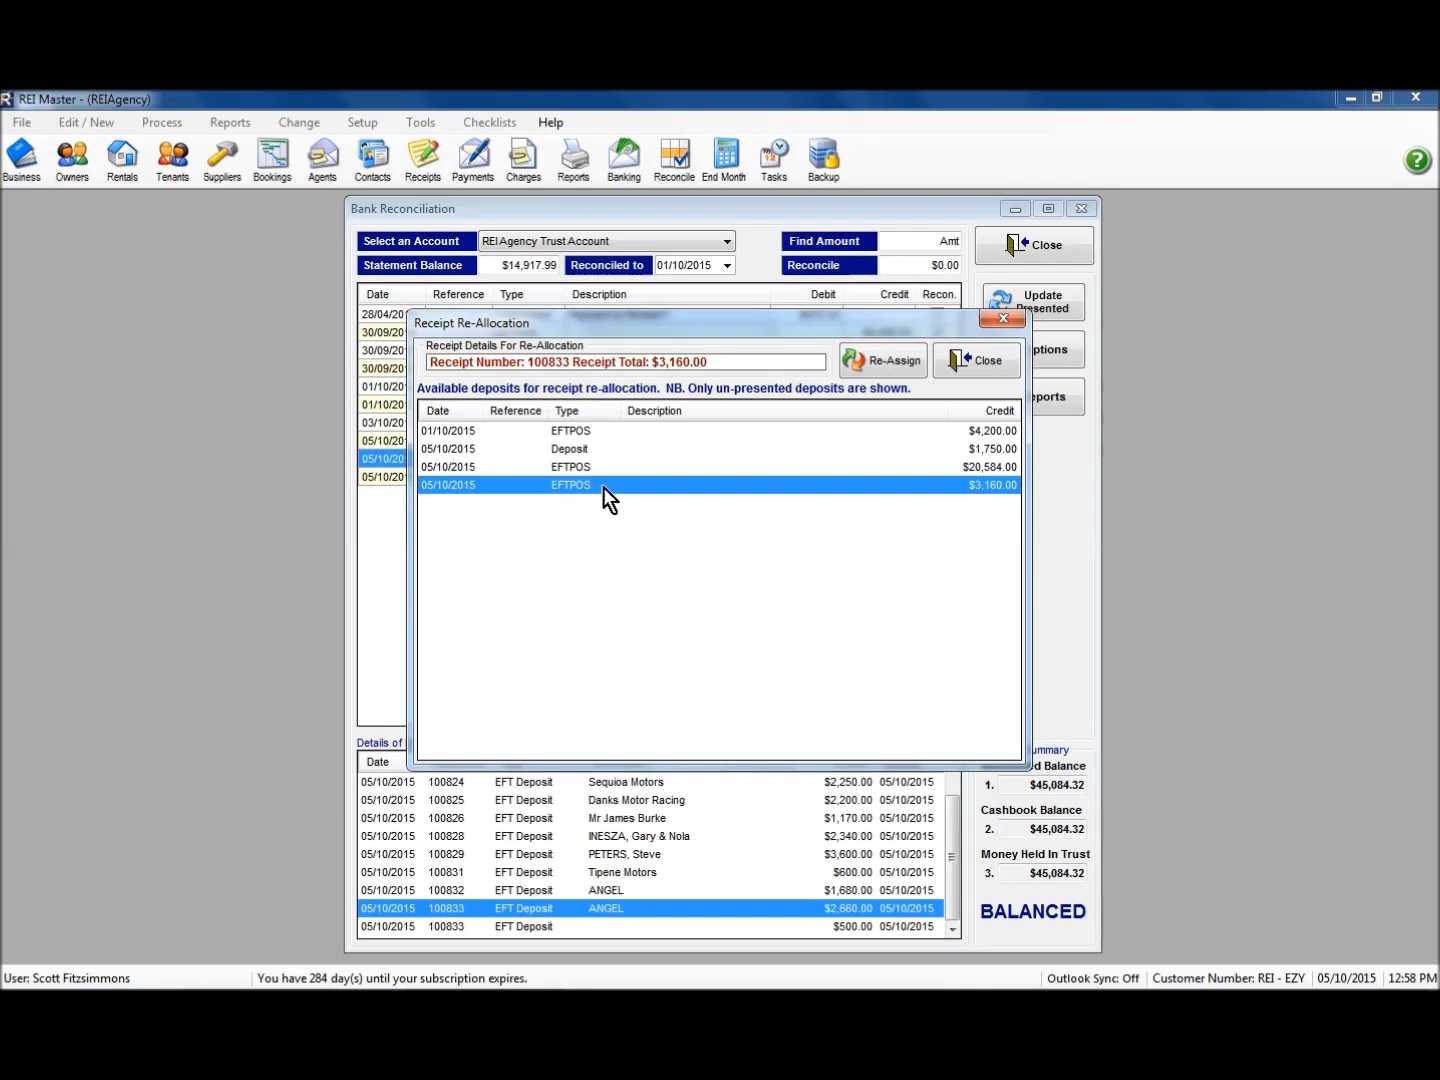 REI Master - (REIAgency)
File Edit / New Process Reports Change Setup Tools Checklists Help
Business Owners Rentals Tenants Suppliers Bookings Agents Contacts Receipts Payments Charges Reports Banking Reconcile End Month Tasks Backup
Bank Reconciliation
Select an Account REI Agency Trust Account Find Amount Amt Close
Statement Balance $14,917.99 Reconciled to 01/10/2015 Reconcile $0.00
Date Reference Type Description Debit Credit Recon. Update
28/04/20 Presented
Receipt Re-Allocation
30/09/20
Receipt Details For Re-Allocation
30/09/20 ptions
Receipt Number: 100833 Receipt Total: $3,160.00 Re-Assign Close
30/09/20
01/10/20 Available deposits for receipt re-allocation. NB. Only un-presented deposits are shown.
01/10/20 Date Reference Type Description Credit eports
03/10/20 01/10/2015 EFTPOS $4,200.00
05/10/20 05/10/2015 Deposit $1,750.00
05/10/20 05/10/2015 EFTPOS $20,584.00
05/10/20 05/10/2015 EFTPOS $3,160.00
Details of ummary
Date d Balance
05/10/2015 100824 EFT Deposit Sequioa Motors $2,250.00 05/10/2015 1. $45,084.32
05/10/2015 100825 EFT Deposit Danks Motor Racing $2,200.00 05/10/2015 Cashbook Balance
05/10/2015 100826 EFT Deposit Mr James Burke $1,170.00 05/10/2015 2. $45,084.32
05/10/2015 100828 EFT Deposit INESZA, Gary & Nola $2,340.00 05/10/2015
05/10/2015 100829 EFT Deposit PETERS, Steve $3,600.00 05/10/2015 Money Held In Trust
05/10/2015 100831 EFT Deposit Tipene Motors $600.00 05/10/2015 3. $45,084.32
05/10/2015 100832 EFT Deposit ANGEL $1,680.00 05/10/2015
05/10/2015 100833 EFT Deposit ANGEL $2,660.00 05/10/2015 BALANCED
05/10/2015 100833 EFT Deposit $500.00 05/10/2015
User: Scott Fitzsimmons You have 284 day(s) until your subscription expires. Outlook Sync: Off Customer Number: REI - EZY 05/10/2015 12:58 PM